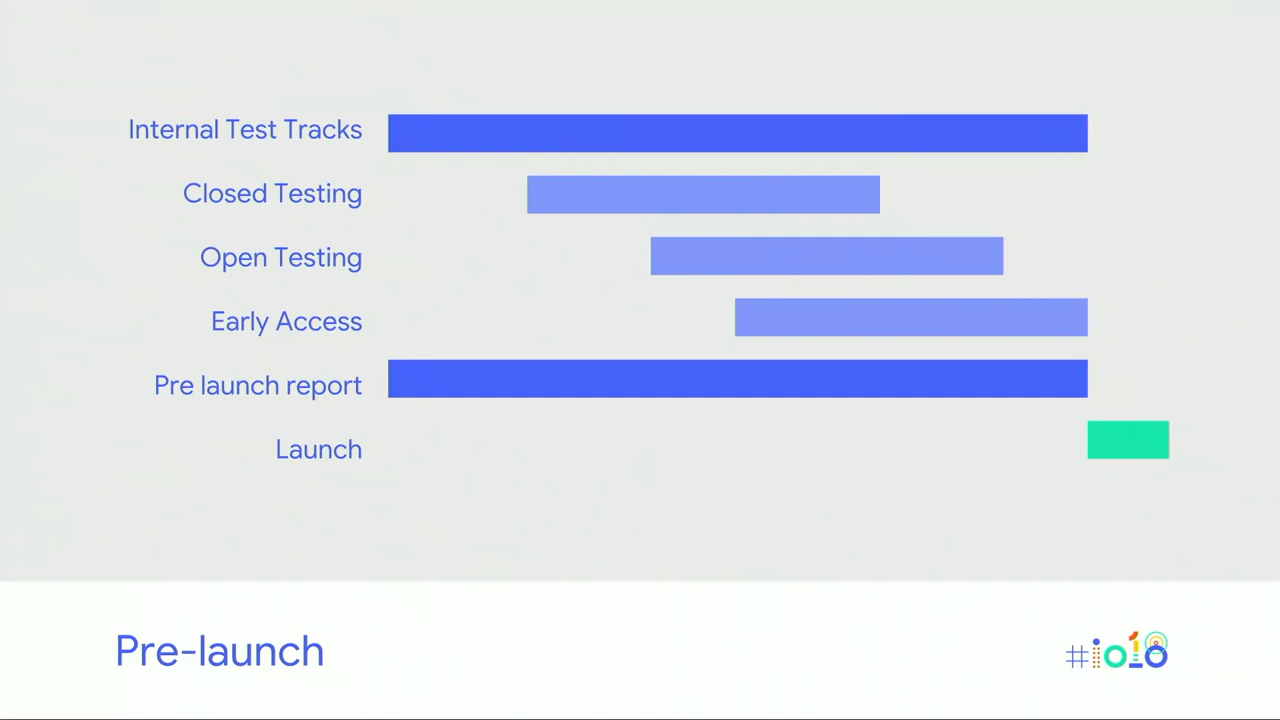 Internal Test Tracks
Closed Testing
Open Testing
Early Access
Pre launch report
Launch
Pre-launch
#io18